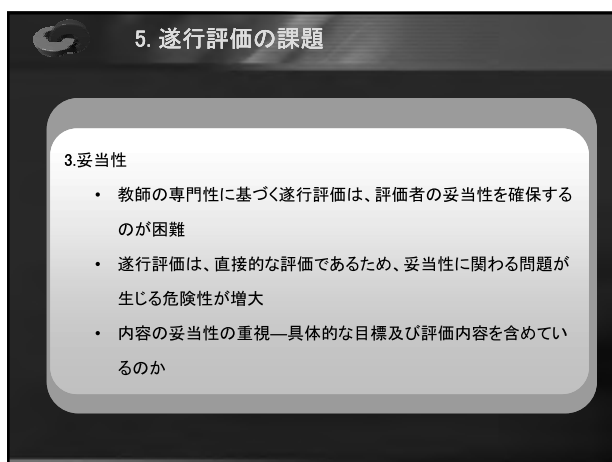 5. 遂行評価の課題
3.妥当性
• 教師の専門性に基づく遂行評価は、評価者の妥当性を確保する
のが困難
• 遂行評価は、直接的な評価であるため、妥当性に関わる問題が
生じる危険性が増大
• 内容の妥当性の重視―具体的な目標及び評価内容を含めてい
るのか